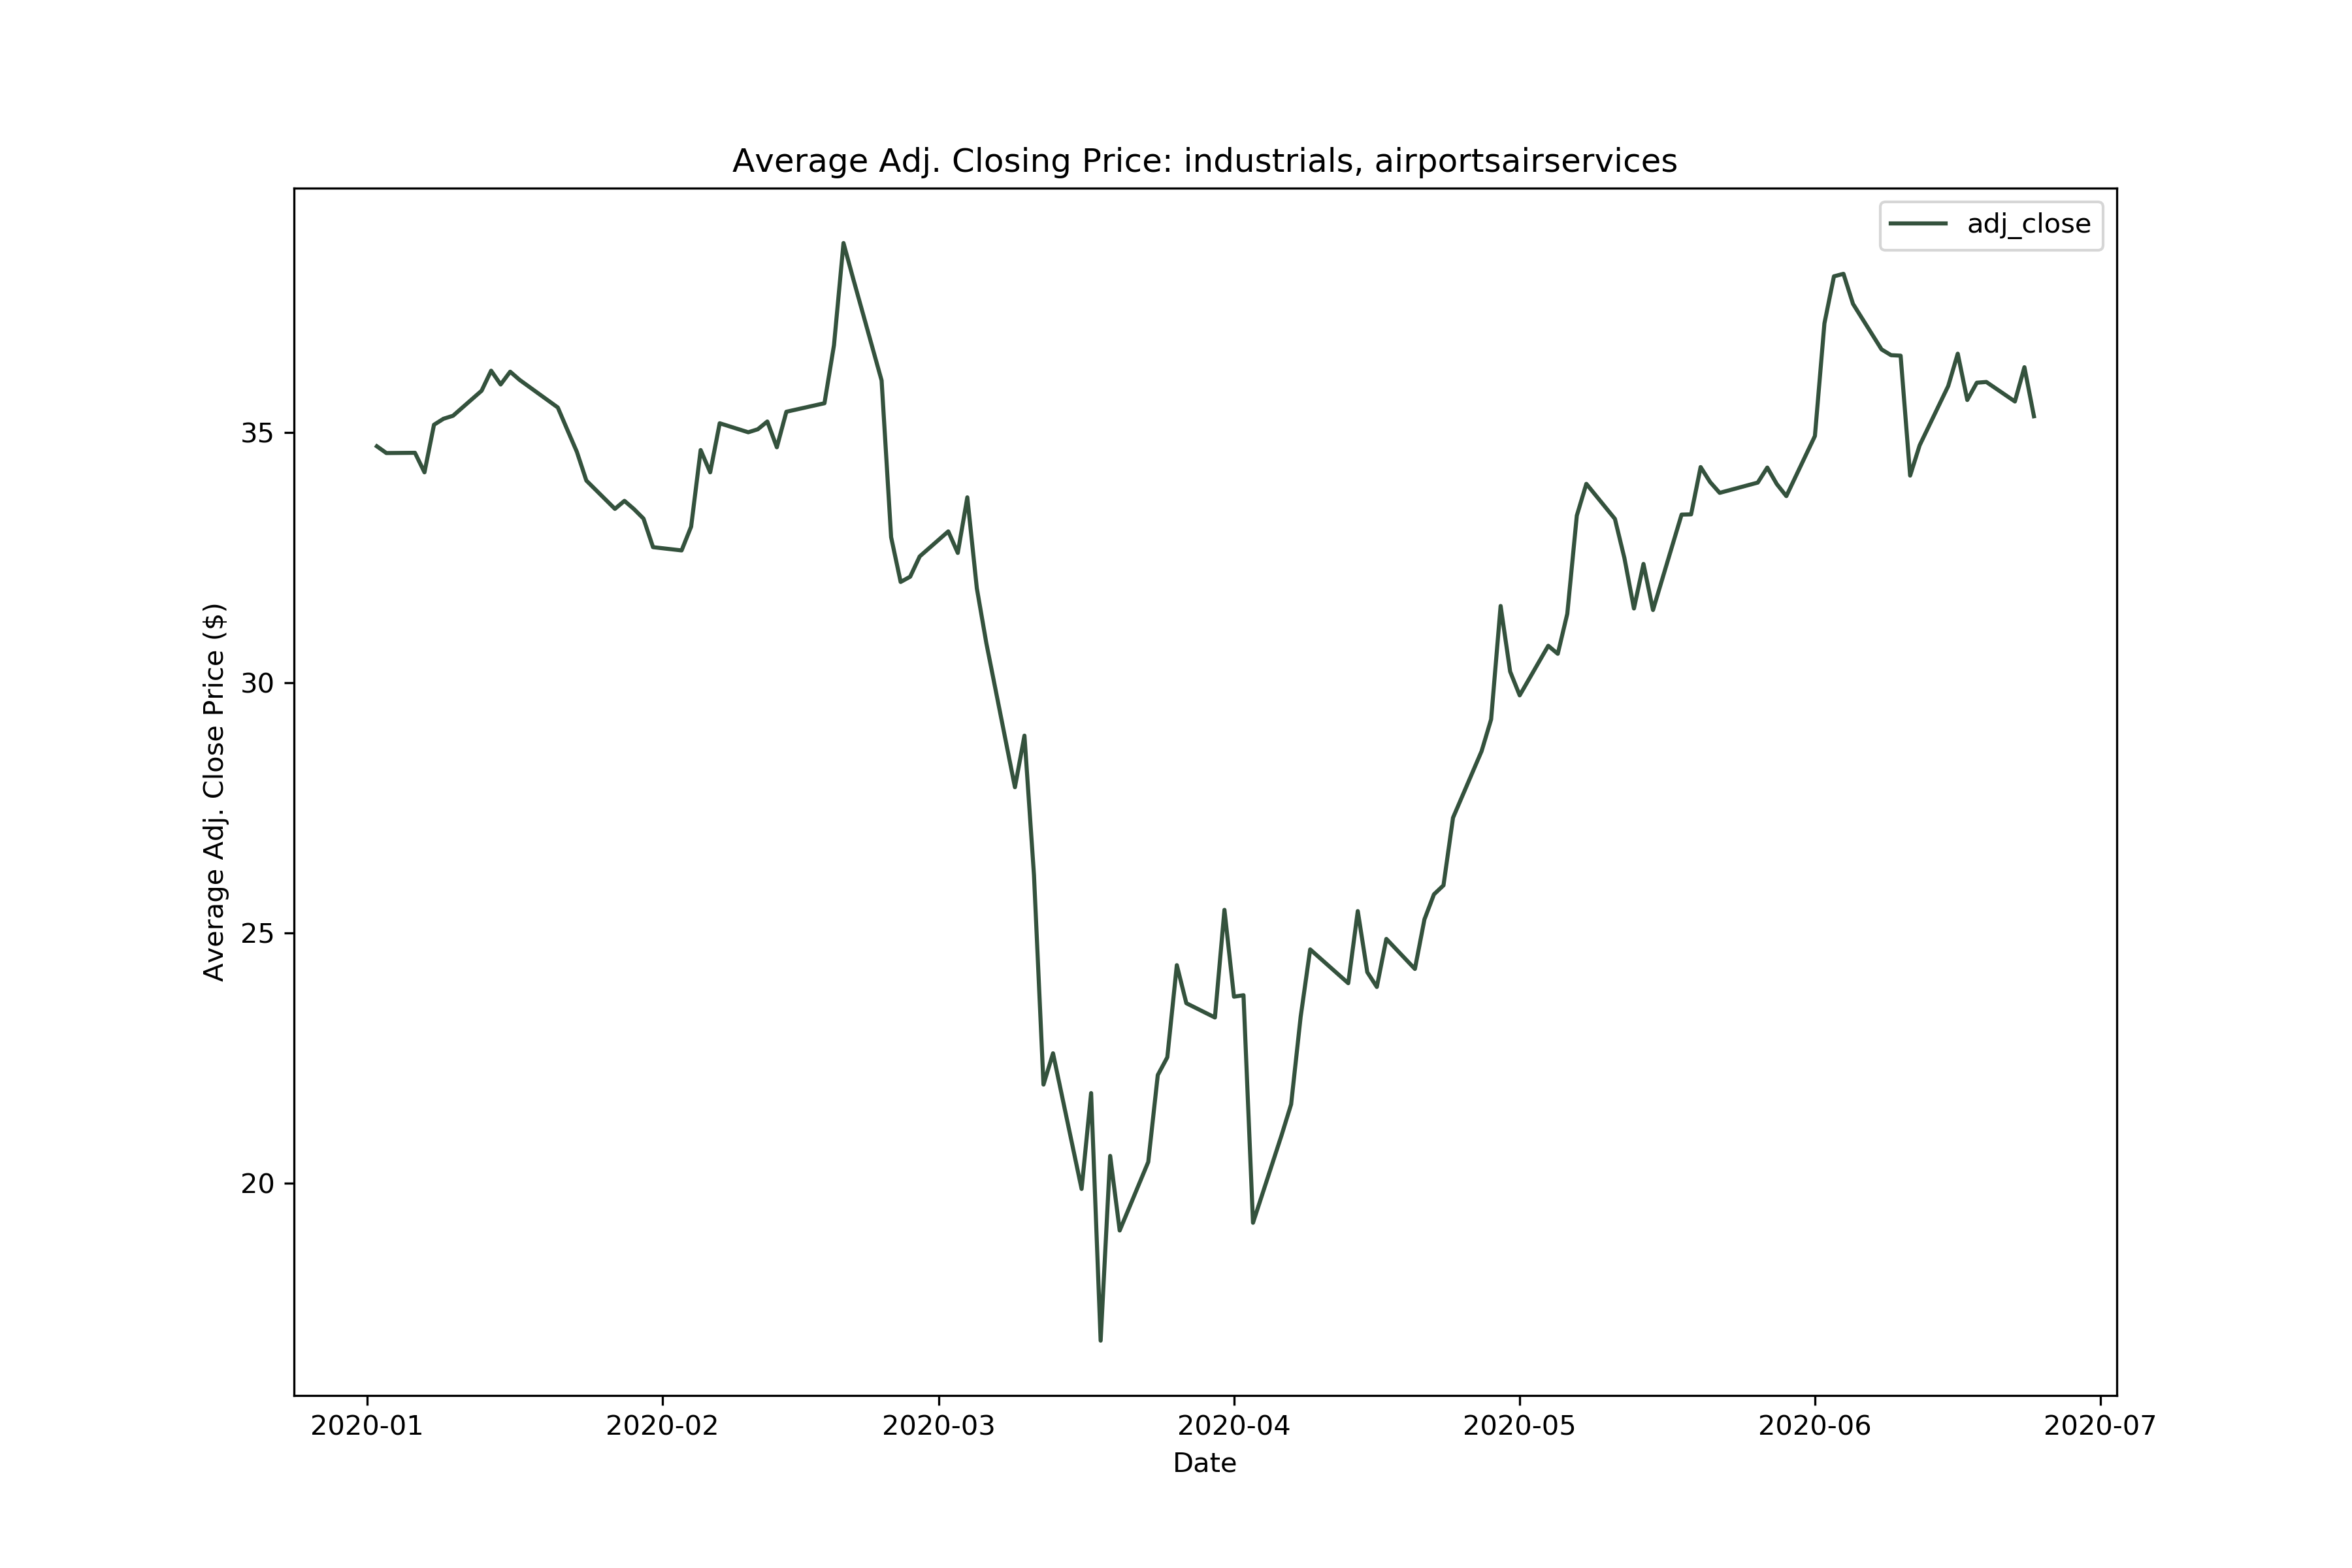 Average Adj. Closing Price: industrials, airportsairservices
adj_close
Average Adj. Close Price ($)
35
30
25
20
2020-01 2020-02 2020-03 2020-04 2020-05 2020-06 2020-07
Date